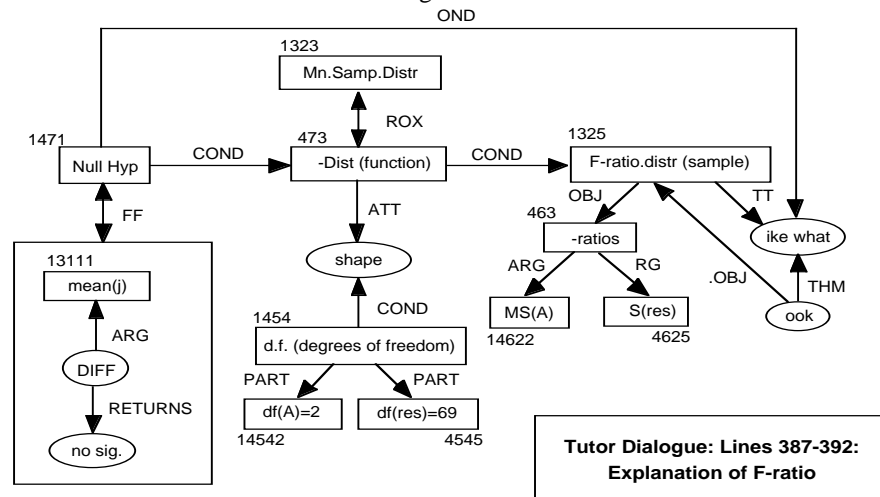 OND
1323
Mn.Samp.Distr
ROX
1471
Null Hyp
COND
473
-Dist (function)
COND
1325
F-ratio.distr (sample)
FF
ATT
OBJ
TT
463
-ratios
ike what
13111
mean(j)
shape
ARG
RG
.OBJ
THM
ARG
COND
MS(A)
S(res)
ook
1454
14622
4625
d.f. (degrees of freedom)
DIFF
PART
PART
RETURNS
df(A)=2
df(res)=69
no sig.
14542
4545
Tutor Dialogue: Lines 387-392:
Explanation of F-ratio